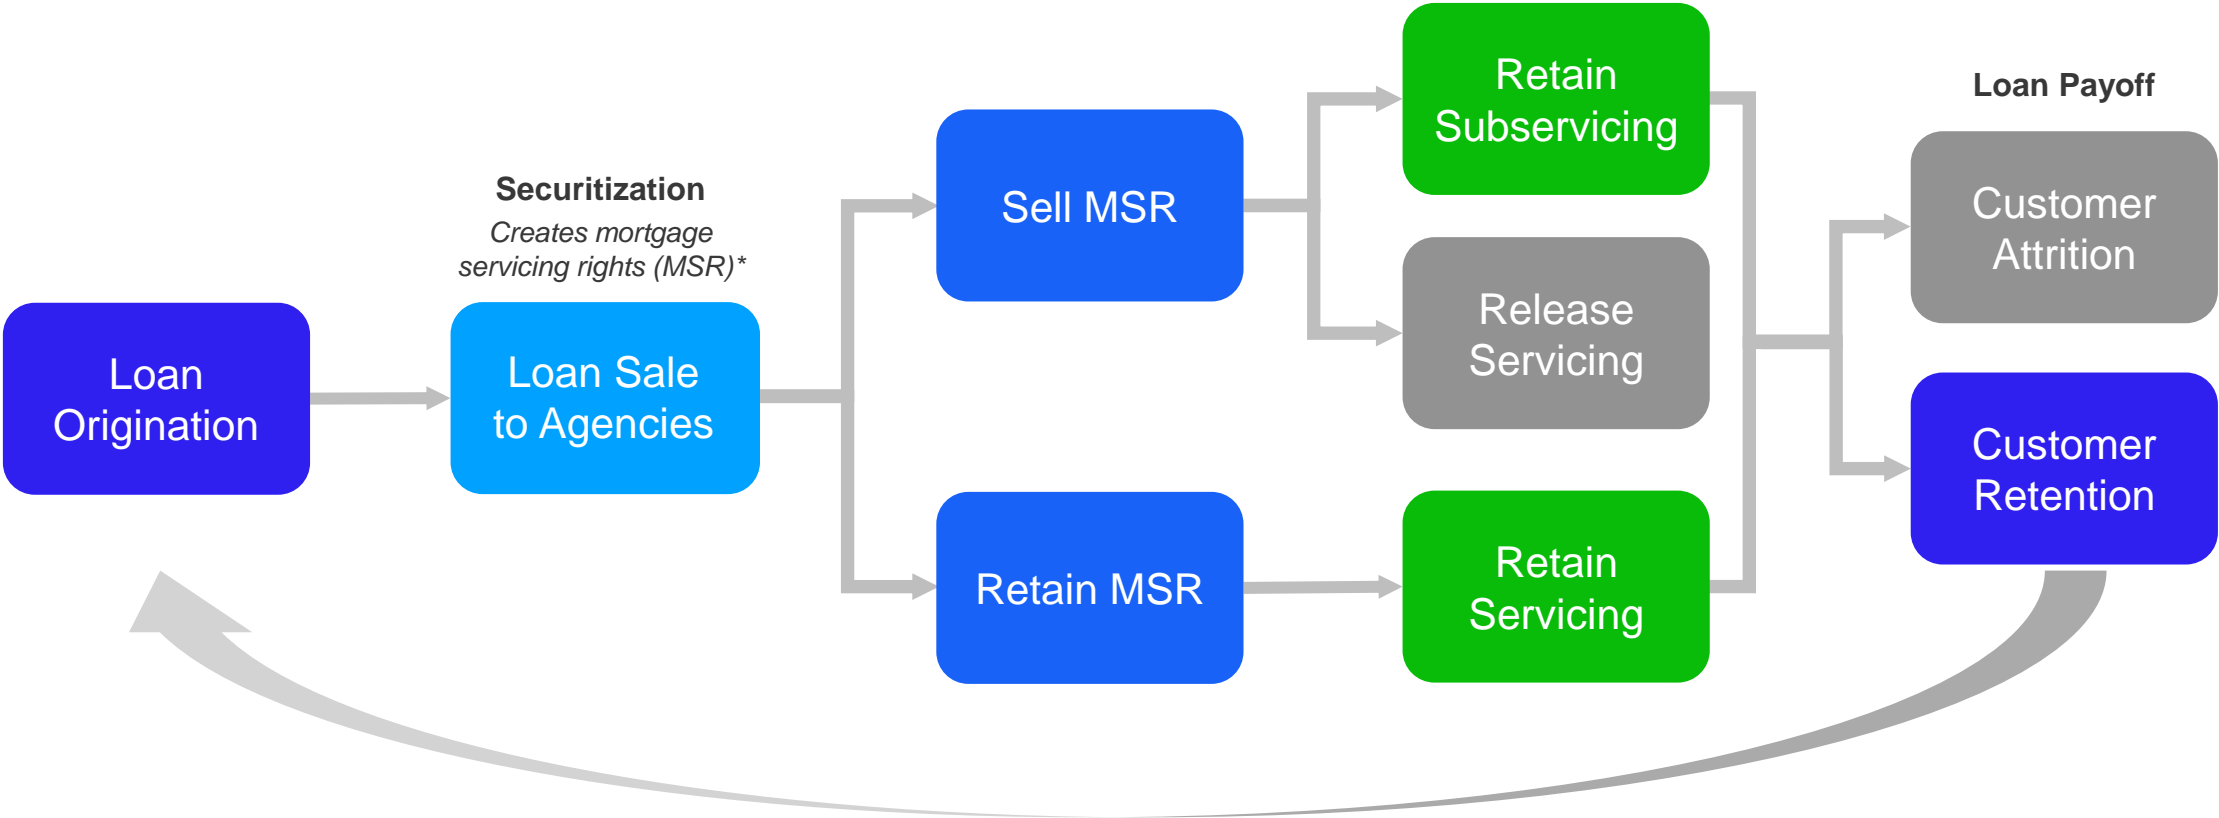 Loan
Origination
Securitization
Creates mortgage
servicing rights (MSR)*
Loan Sale
to Agencies
Sell MSR
Retain MSR
Retain
Subservicing
Release
Servicing
Retain
Servicing
Loan Payoff
Customer
Attrition
Customer
Retention